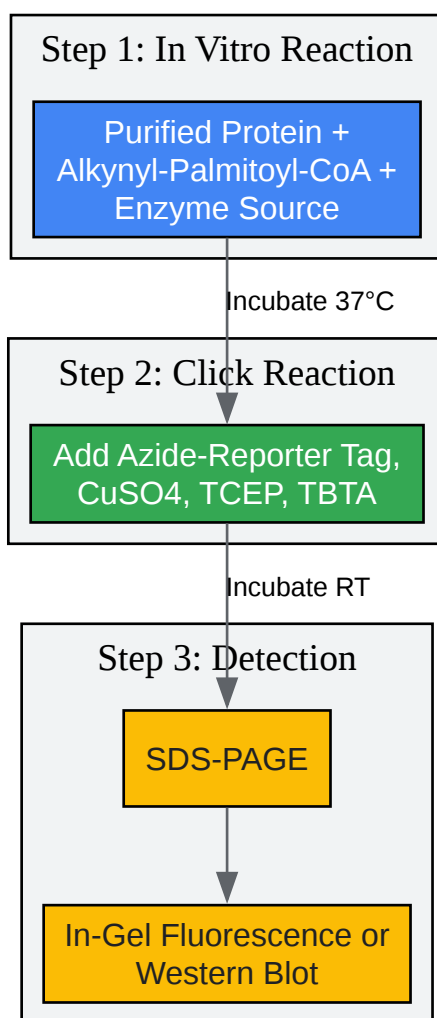 Step 1: In Vitro Reaction
Purified Protein +
Alkynyl-Palmitoyl-CoA +
Enzyme Source
Incubate 37°C
Step 2: Click Reaction
Add Azide-Reporter Tag,
CuSO4, TCEP, TBTA
Incubate RT
Step 3: Detection
SDS-PAGE
In-Gel Fluorescence or
Western Blot